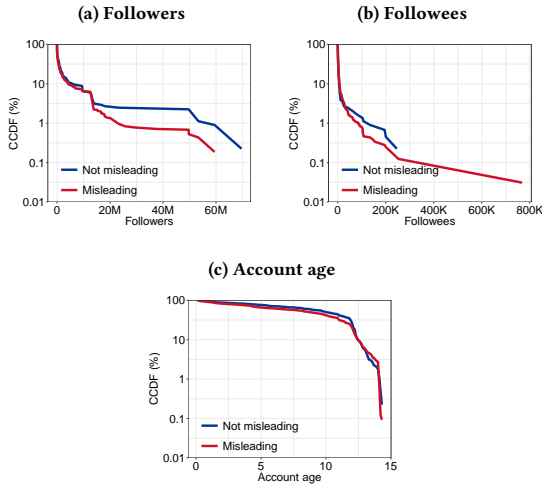 (a) Followers
CCDF (%)
100
10
1
0.1
0.01
Not misleading
Misleading
0 20M 40M 60M
Followers
(b) Followees
CCDF (%)
100
10
1
0.1
0.01
Not misleading
Misleading
0 200K 400K 600K 800K
Followees
(c) Account age
CCDF (%)
100
10
1
0.1
0.01
Not misleading
Misleading
0 5 10 15
Account age